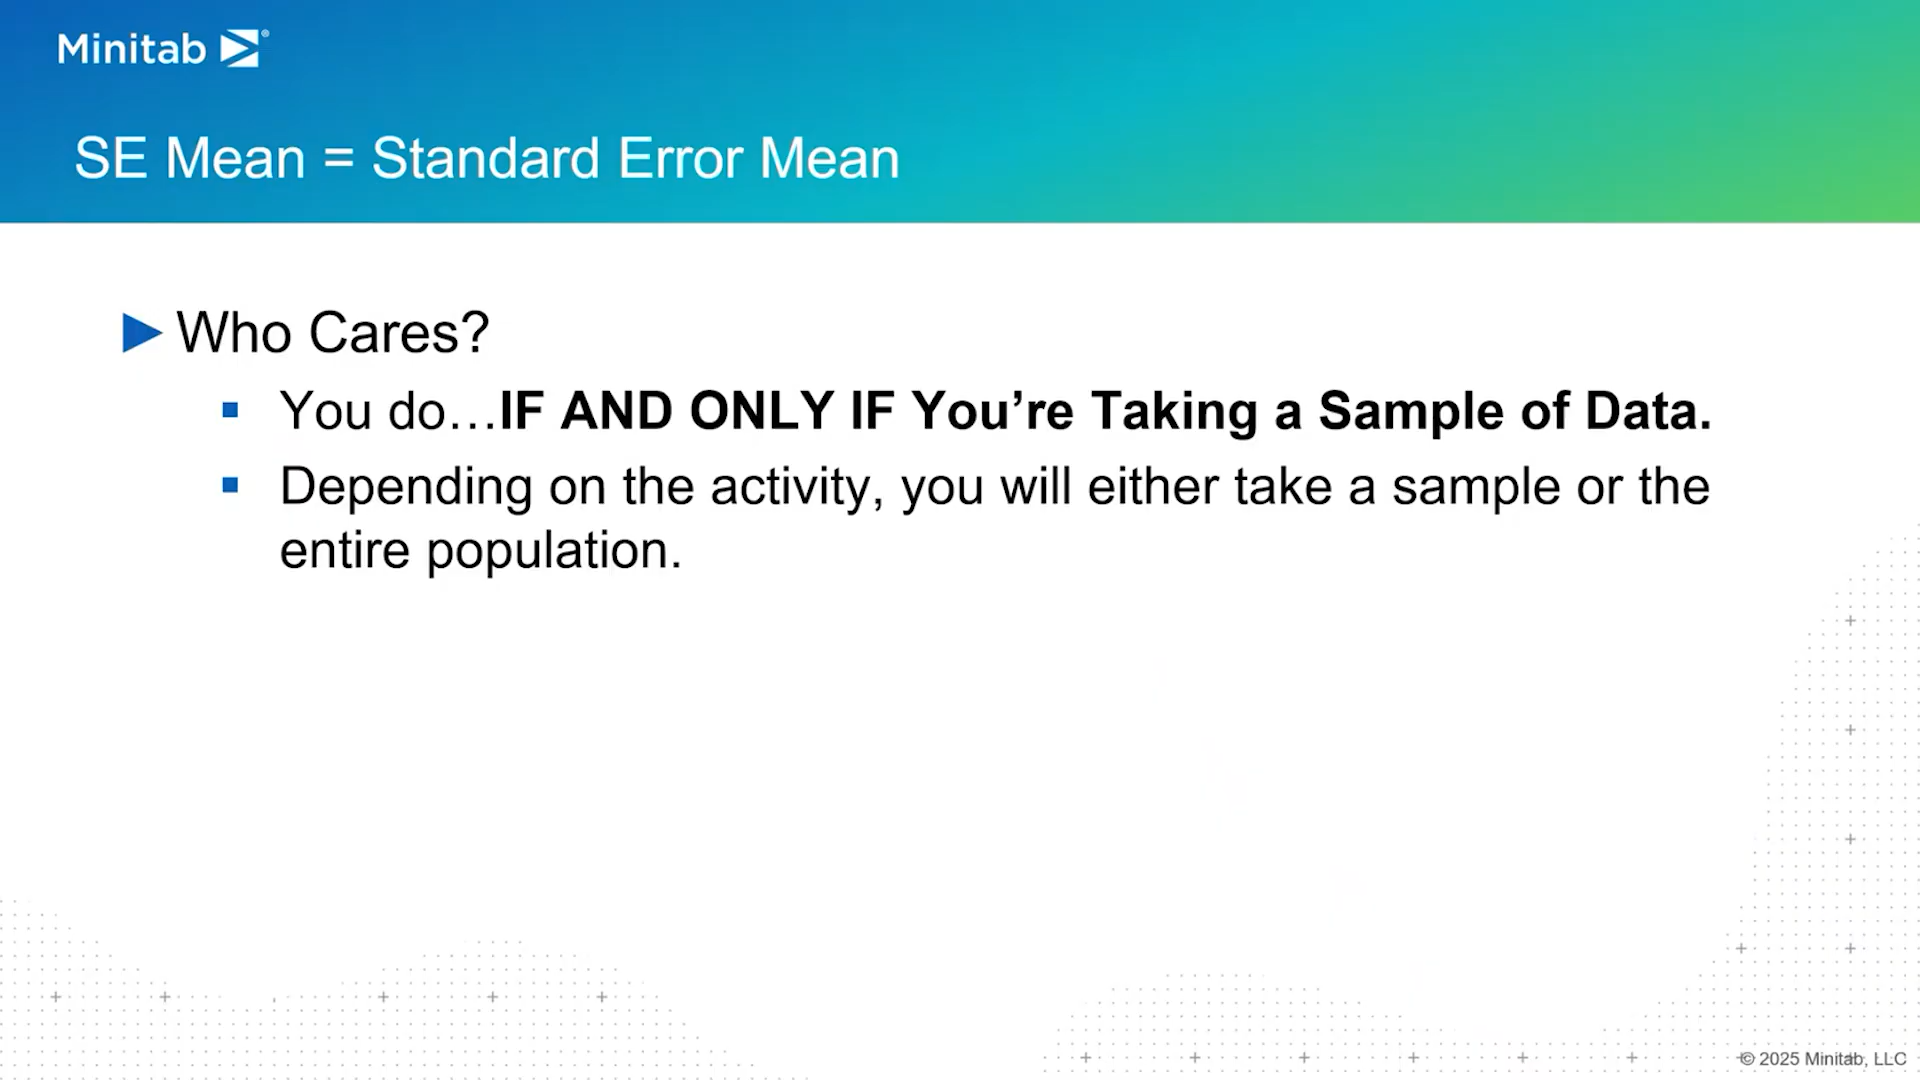 Minitab
SE Mean = Standard Error Mean
Who Cares?
You do…IF AND ONLY IF You’re Taking a Sample of Data.
Depending on the activity, you will either take a sample or the
entire population.
© 2025 Minitab, LLC